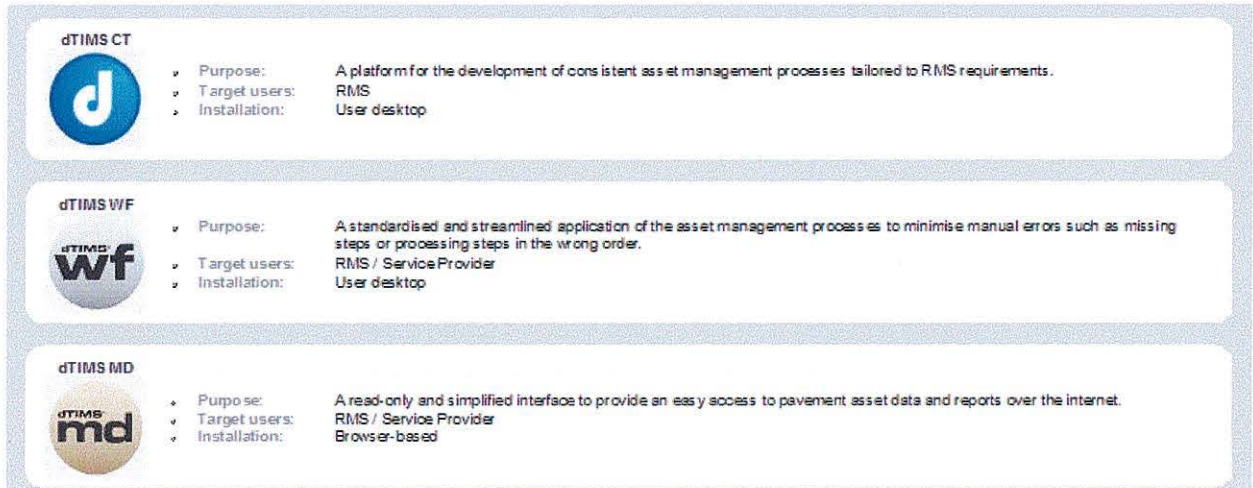 dTIMS CT
d
Purpose: A platform for the development of consistent asset management processes tailored to RMS requirements.
Target users: RMS
Installation: User desktop
dTIMS WF
dTIMS
wf
Purpose: A standardised and streamlined application of the asset management processes to minimise manual errors such as missing
steps or processing steps in the wrong order.
Target users: RMS / Service Provider
Installation: User desktop
dTIMS MD
dTIMS
md
Purpose: A read-only and simplified interface to provide an easy access to pavement asset data and reports over the internet.
Target users: RMS / Service Provider
Installation: Browser-based